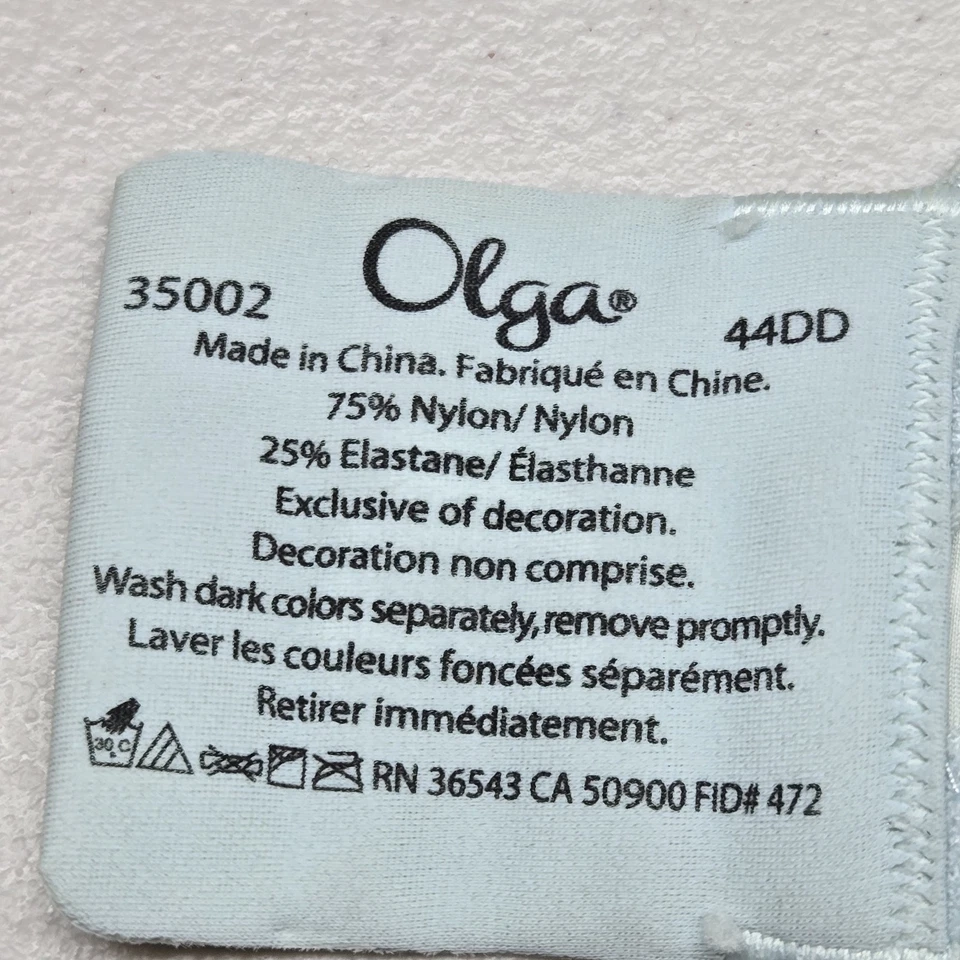 Olga®
35002
44DD
Made in China. Fabriqué en Chine.
75% Nylon/ Nylon
25% Elastane/ Élasthanne
Exclusive of decoration.
Decoration non comprise.
Wash dark colors separately, remove promptly.
Laver les couleurs foncées séparément.
Retirer immédiatement.
30°C RN 36543 CA 50900 FID# 472